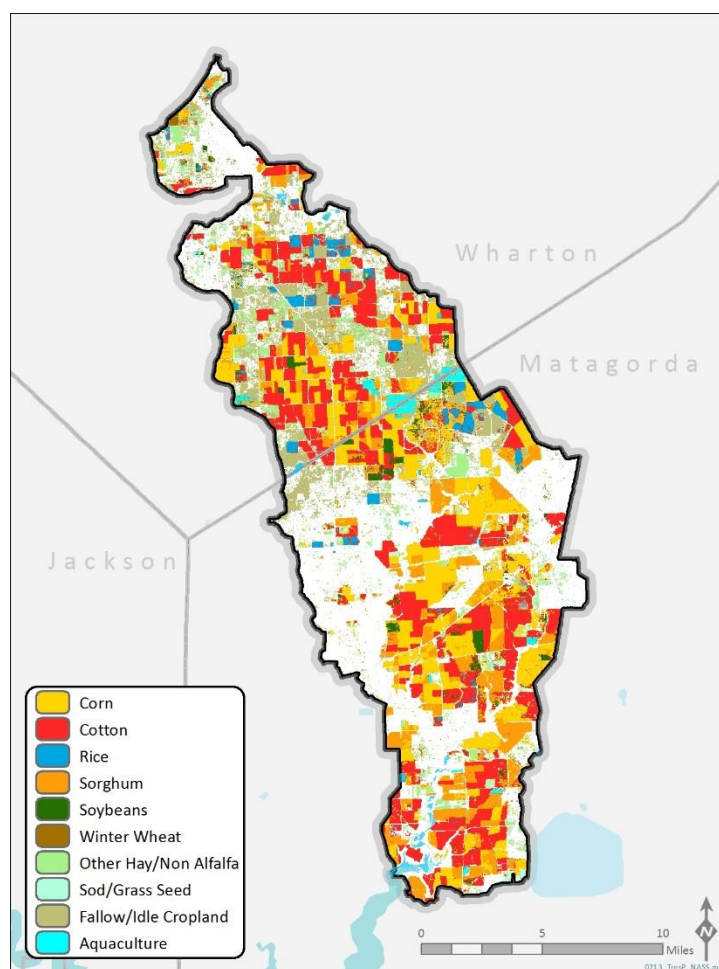 Wharton
Matagorda
Jackson
Corn
Cotton
Rice
Sorghum
Soybeans
Winter Wheat
Other Hay/Non Alfalfa
Sod/Grass Seed
Fallow/Idle Cropland
Aquaculture
0 5 10
Miles
N